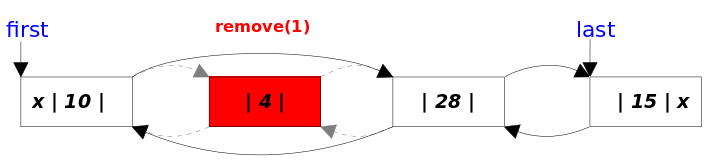 remove(1)
first
last
x | 10 |
| 4 |
| 28 |
| 15 | x